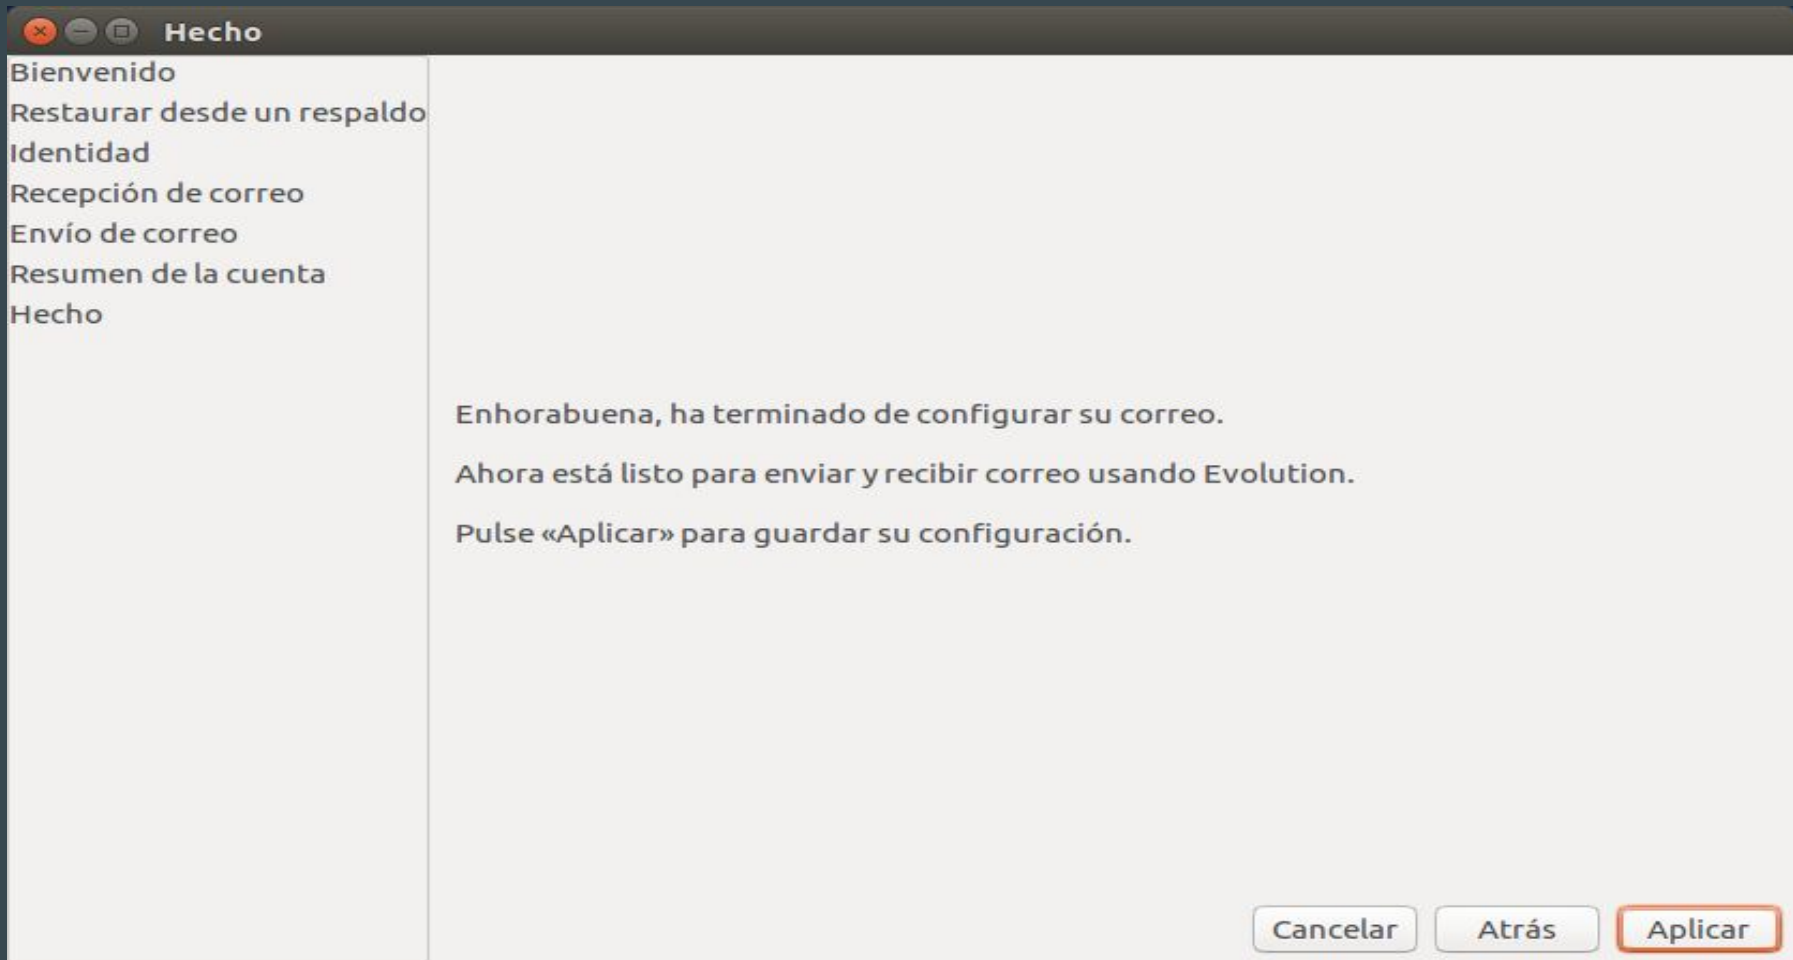 Hecho
Bienvenido
Restaurar desde un respaldo
Identidad
Recepción de correo
Envío de correo
Resumen de la cuenta
Hecho
Enhorabuena, ha terminado de configurar su correo.
Ahora está listo para enviar y recibir correo usando Evolution.
Pulse «Aplicar» para guardar su configuración.
Cancelar
Atrás
Aplicar